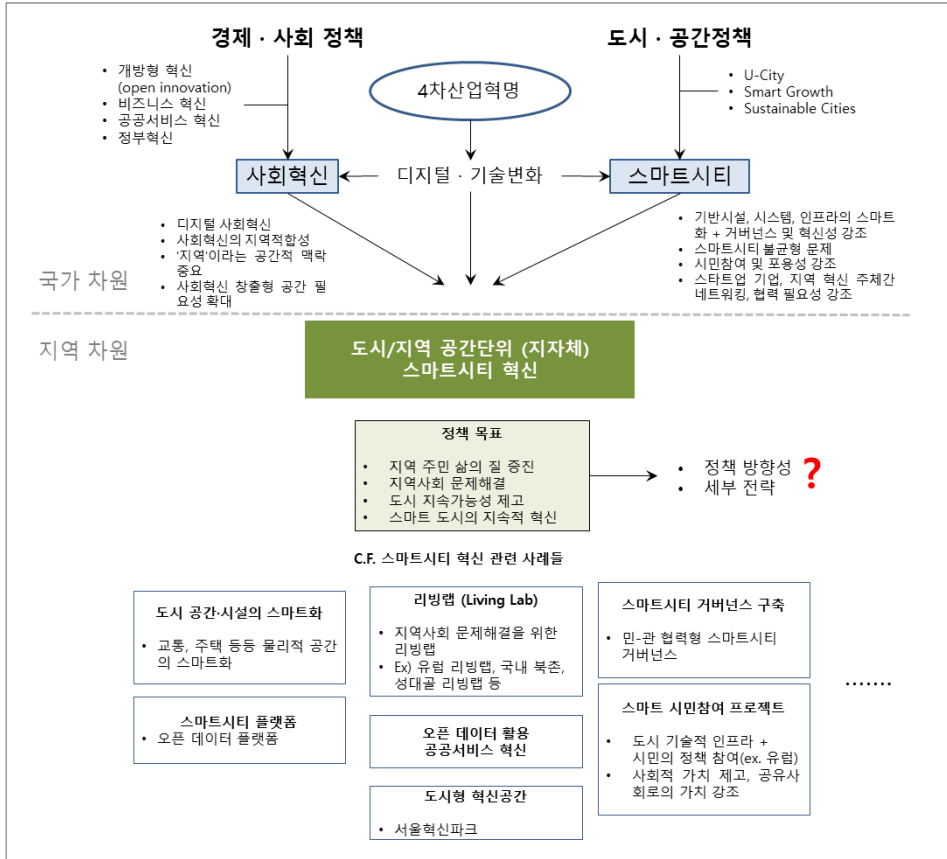 경제 · 사회 정책
도시 · 공간정책
• 개방형 혁신
(open innovation)
• 비즈니스 혁신
• 공공서비스 혁신
• 정부혁신
4차산업혁명
• U-City
• Smart Growth
• Sustainable Cities
사회혁신
디지털 · 기술변화
스마트시티
• 디지털 사회혁신
• 사회혁신의 지역적합성
• ‘지역’이라는 공간적 맥락
중요
• 사회혁신 창출형 공간 필
요성 확대
• 기반시설, 시스템, 인프라의 스마트
화 + 거버넌스 및 혁신성 강조
• 스마트시티 불균형 문제
• 시민참여 및 포용성 강조
• 스타트업 기업, 지역 혁신 주체간
네트워킹, 협력 필요성 강조
국가 차원
지역 차원
도시/지역 공간단위 (지자체)
스마트시티 혁신
정책 목표
• 지역 주민 삶의 질 증진
• 지역사회 문제해결
• 도시 지속가능성 제고
• 스마트 도시의 지속적 혁신
• 정책 방향성
• 세부 전략
?
C.F. 스마트시티 혁신 관련 사례들
도시 공간·시설의 스마트화
• 교통, 주택 등등 물리적 공간
의 스마트화
리빙랩 (Living Lab)
• 지역사회 문제해결을 위한
리빙랩
• Ex) 유럽 리빙랩, 국내 북촌,
성대골 리빙랩 등
스마트시티 거버넌스 구축
• 민-관 협력형 스마트시티
거버넌스
.......
스마트시티 플랫폼
• 오픈 데이터 플랫폼
오픈 데이터 활용
공공서비스 혁신
스마트 시민참여 프로젝트
• 도시 기술적 인프라 +
시민의 정책 참여(ex. 유럽)
• 사회적 가치 제고, 공유사
회로의 가치 강조
도시형 혁신공간
• 서울혁신파크